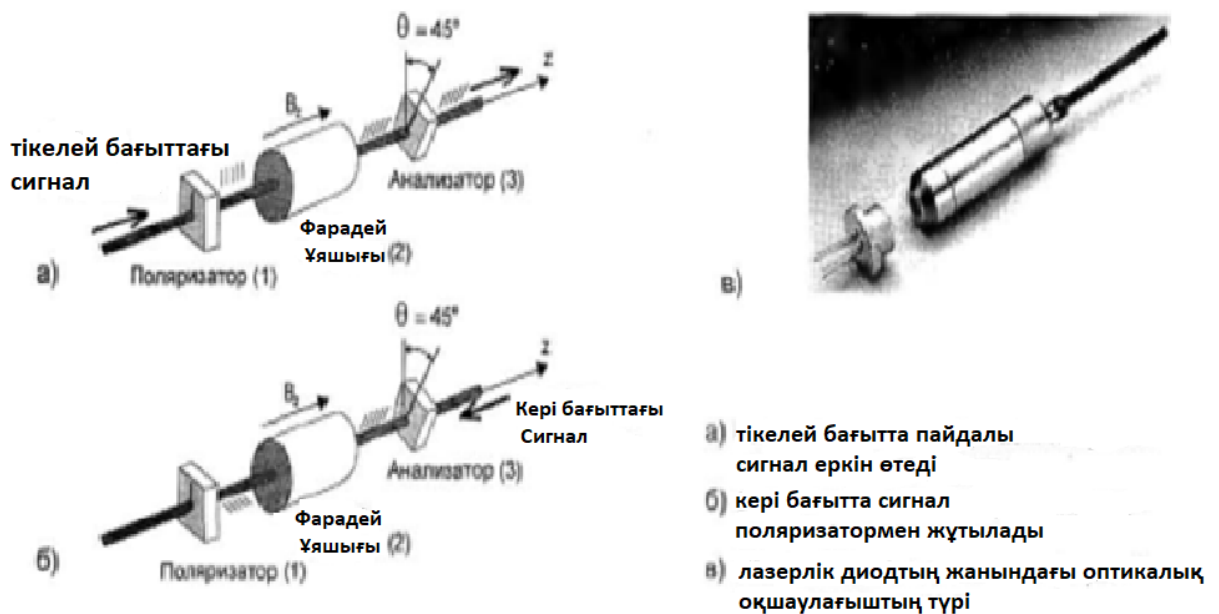 θ = 45°
z
B₂
тікелей бағыттағы
сигнал
Анализатор (3)
Фарадей
Ұяшығы (2)
Поляризатор (1)
а)
θ = 45°
z
B₂
Кері бағыттағы
Сигнал
Анализатор (3)
Фарадей
Ұяшығы (2)
Поляризатор (1)
б)
в)
а) тікелей бағытта пайдалы
сигнал еркін өтеді
б) кері бағытта сигнал
поляризатормен жұтылады
в) лазерлік диодтың жанындағы оптикалық
оқшаулағыштың түрі